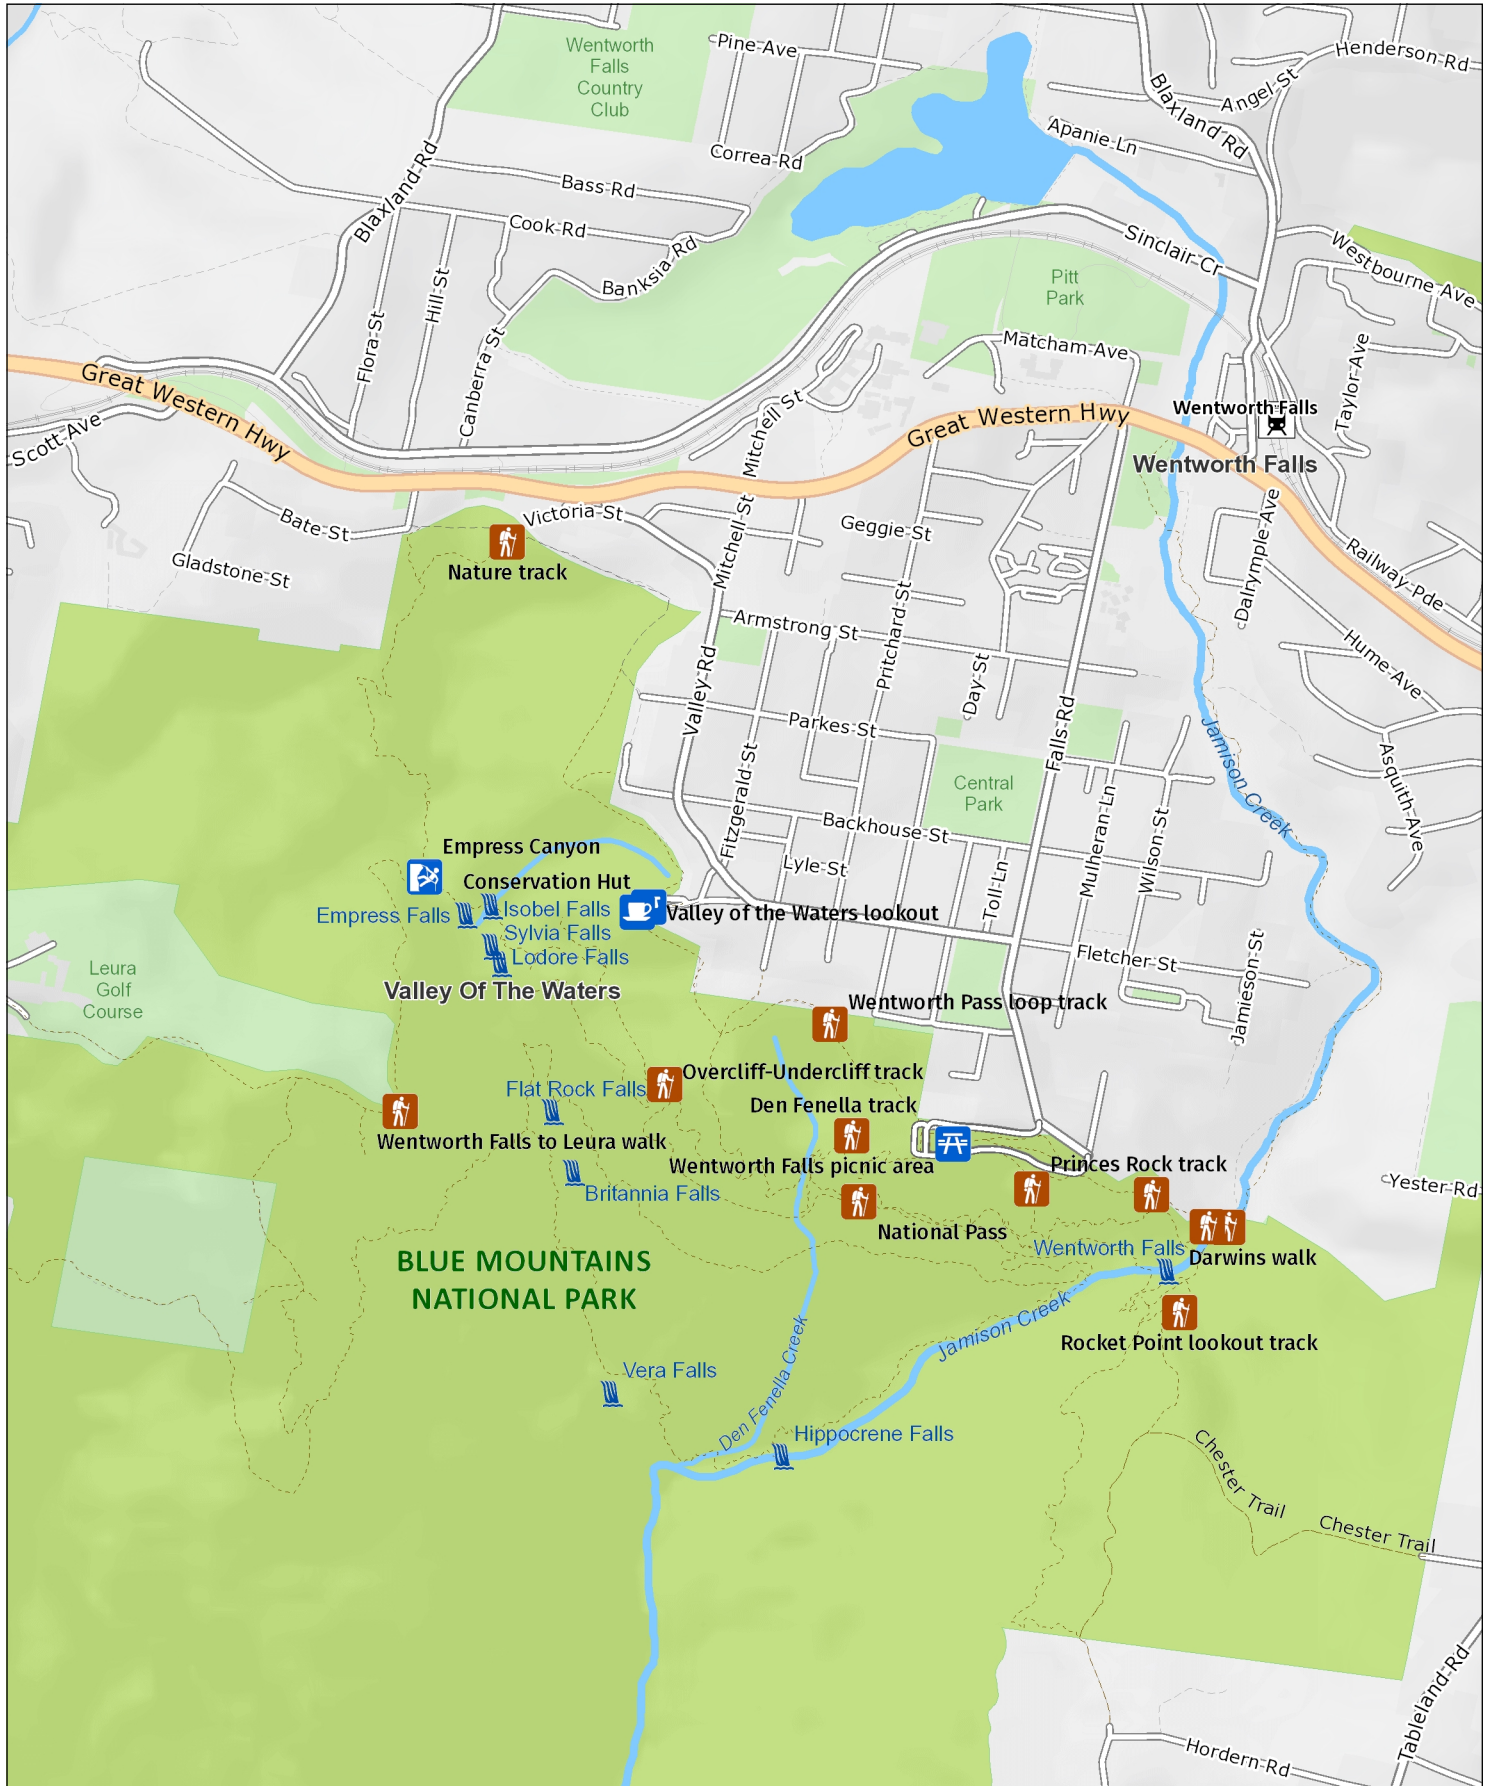 Wentworth
Falls
Country
Club
Pine Ave
Henderson Rd
Angel St
Blaxland Rd
Apanie Ln
Correa Rd
Blaxland Rd
Bass Rd
Cook Rd
Banksia Rd
Sinclair Cr
Westbourne Ave
Pitt
Park
Hill St
Flora St
Canberra St
Matcham Ave
Taylor Ave
Great Western Hwy
Mitchell St
Great Western Hwy
Wentworth Falls
Wentworth Falls
Scott Ave
Victoria St
Bate St
Gladstone St
Nature track
Mitchell St
Geggie St
Dalrymple Ave
Railway Pde
Armstrong St
Pritchard St
Day St
Hume Ave
Valley Rd
Parkes St
Falls Rd
Jamison Creek
Asquith Ave
Fitzgerald St
Central
Park
Backhouse St
Mulheran Ln
Wilson St
Lyle St
Toll Ln
Empress Canyon
Conservation Hut
Empress Falls
Isobel Falls
Valley of the Waters lookout
Sylvia Falls
Lodore Falls
Valley Of The Waters
Fletcher St
Jamieson St
Leura
Golf
Course
Wentworth Pass loop track
Overcliff-Undercliff track
Flat Rock Falls
Den Fenella track
Wentworth Falls to Leura walk
Wentworth Falls picnic area
Princes Rock track
Britannia Falls
Yester Rd
National Pass
Wentworth Falls
Darwins walk
BLUE MOUNTAINS
NATIONAL PARK
Jamison Creek
Rocket Point lookout track
Vera Falls
Den Fenella Creek
Hippocrene Falls
Chester Trail
Chester Trail
Tableland Rd
Hordern Rd